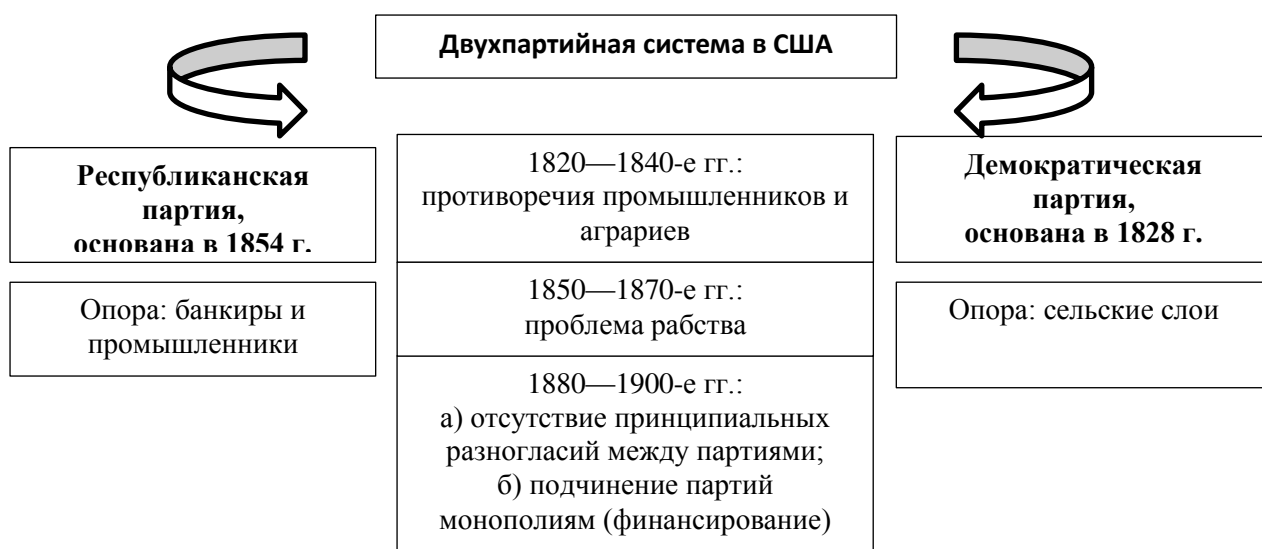 Двухпартийная система в США
Республиканская
партия,
основана в 1854 г.
Опора: банкиры и
промышленники
1820—1840-е гг.:
противоречия промышленников и
аграриев
1850—1870-е гг.:
проблема рабства
1880—1900-е гг.:
а) отсутствие принципиальных
разногласий между партиями;
б) подчинение партий
монополиям (финансирование)
Демократическая
партия,
основана в 1828 г.
Опора: сельские слои